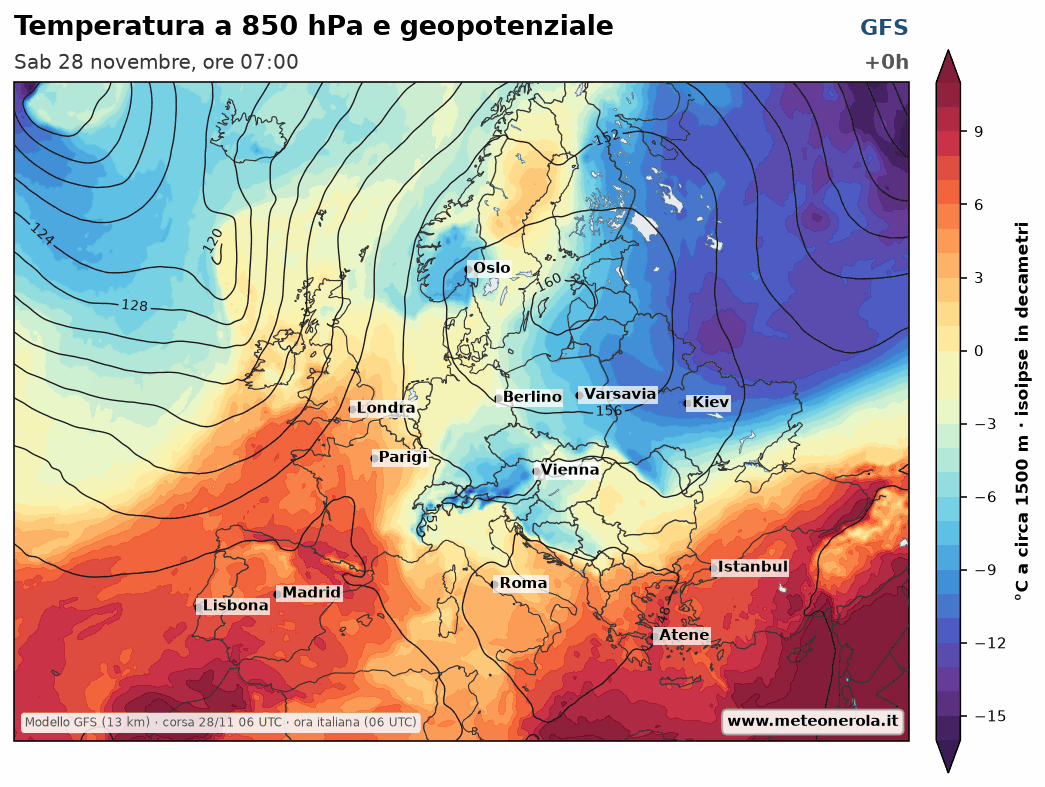 Temperatura a 850 hPa e geopotenziale
GFS
Sab 28 novembre, ore 07:00
+0h
152
124
120
Oslo
160
128
Londra
Berlino
Varsavia
Kiev
156
Parigi
Vienna
152
Istanbul
Roma
Madrid
Lisbona
148
Atene
Modello GFS (13 km) · corsa 28/11 06 UTC · ora italiana (06 UTC)
www.meteonerola.it
9
6
3
0
−3
−6
−9
−12
−15
°C a circa 1500 m · isoipse in decametri